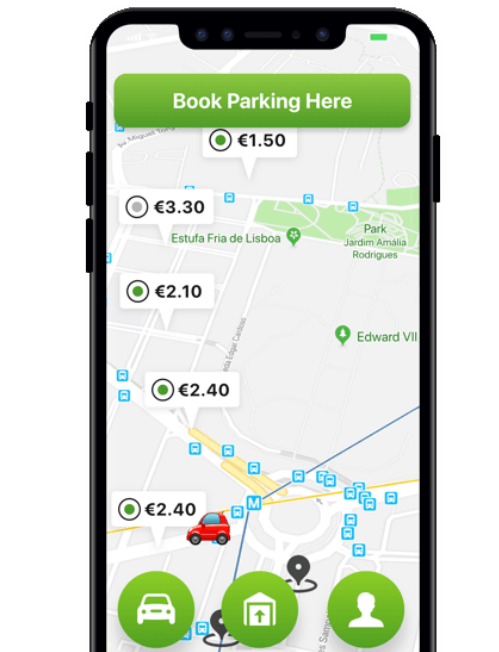 Book Parking Here
€1.50
€3.30
Estufa Fria de Lisboa
Park
Jardim Amália
Rodrigues
€2.10
Edward VII
€2.40
€2.40
M